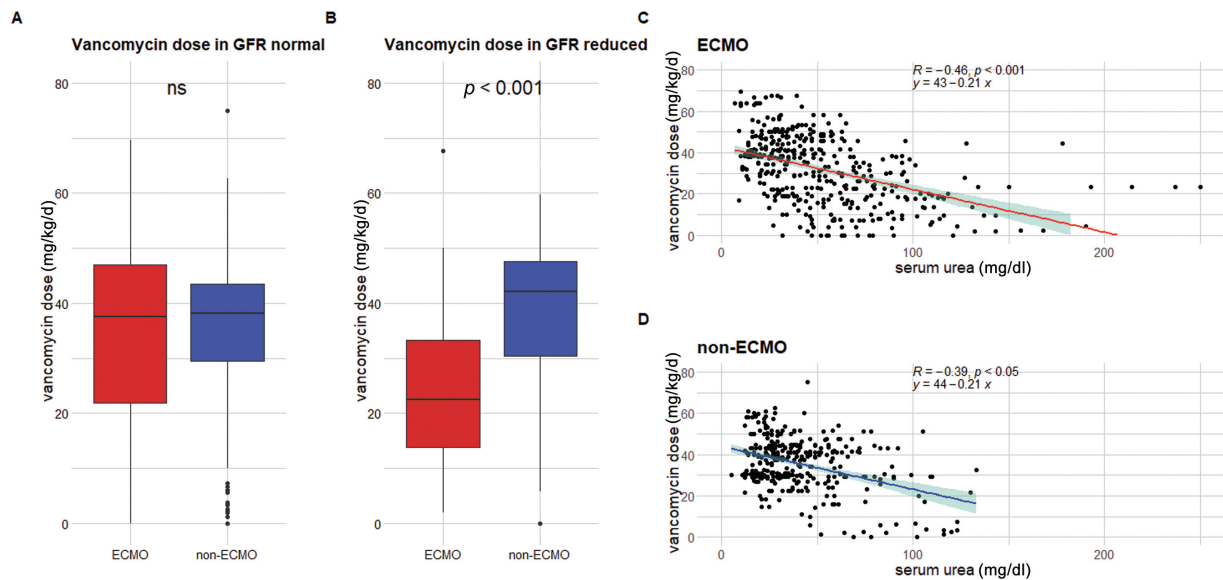 A
Vancomycin dose in GFR normal
ns
vancomycin dose (mg/kg/d)
80
60
40
20
0
ECMO
non-ECMO
B
Vancomycin dose in GFR reduced
p < 0.001
vancomycin dose (mg/kg/d)
80
60
40
20
0
ECMO
non-ECMO
C
ECMO
R = −0.46, p < 0.001
y = 43 − 0.21 x
vancomycin dose (mg/kg/d)
80
60
40
20
0
0
100
200
serum urea (mg/dl)
D
non-ECMO
R = −0.39, p < 0.05
y = 44 − 0.21 x
vancomycin dose (mg/kg/d)
80
60
40
20
0
0
100
200
serum urea (mg/dl)